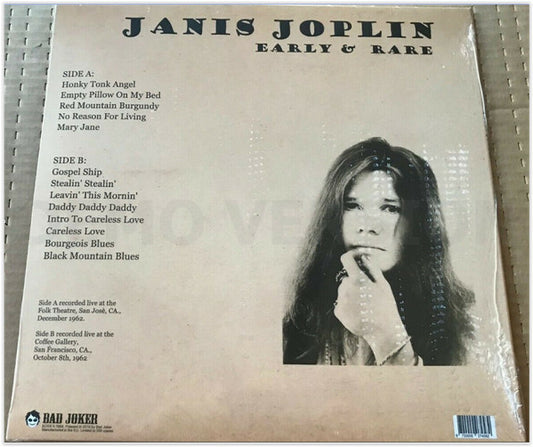 JANIS JOPLIN
EARLY & RARE
SIDE A:
Honky Tonk Angel
Empty Pillow On My Bed
Red Mountain Burgundy
No Reason For Living
Mary Jane
SIDE B:
Gospel Ship
Stealin' Stealin'
Leavin' This Mornin'
Daddy Daddy Daddy
Intro To Careless Love
Careless Love
Bourgeois Blues
Black Mountain Blues
Side A recorded live at the
Folk Theatre, San José, CA.,
December 1962.
Side B recorded live at the
Coffee Gallery,
San Francisco, CA.,
October 8th, 1962
BAD JOKER